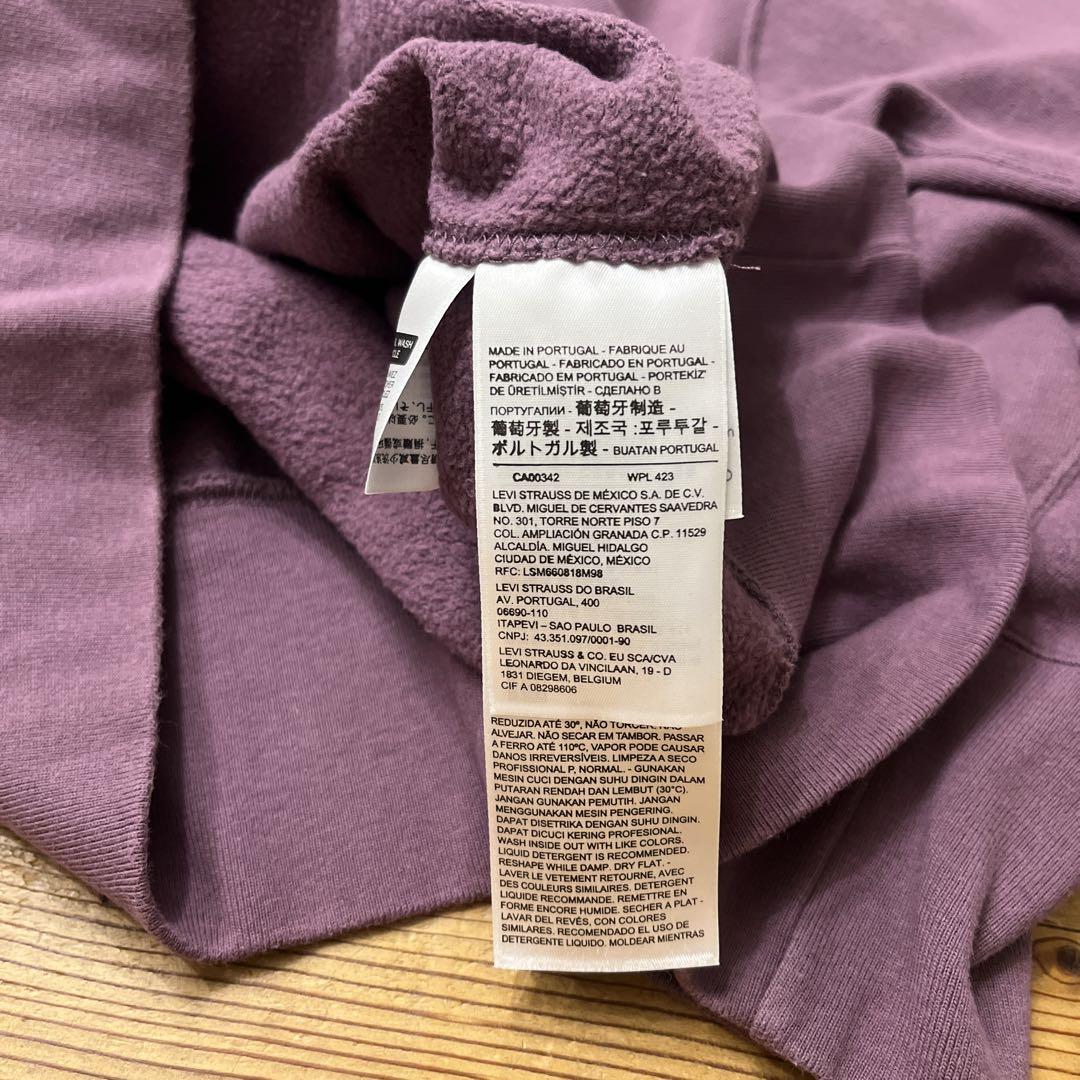 MADE IN PORTUGAL - FABRIQUE AU
PORTUGAL - FABRICADO EN PORTUGAL -
FABRICADO EM PORTUGAL - PORTEKİZ'
DE ÜRETİLMİŞTİR - СДЕЛАНО В
ПОРТУГАЛИИ - 葡萄牙制造 -
葡萄牙製 - 제조국 :포루투갈 -
ポルトガル製 - BUATAN PORTUGAL
CA00342 WPL 423
LEVI STRAUSS DE MÉXICO S.A. DE C.V.
BLVD. MIGUEL DE CERVANTES SAAVEDRA
NO. 301, TORRE NORTE PISO 7
COL. AMPLIACIÓN GRANADA C.P. 11529
ALCALDÍA. MIGUEL HIDALGO
CIUDAD DE MÉXICO, MÉXICO
RFC: LSM660818M98
LEVI STRAUSS DO BRASIL
AV. PORTUGAL, 400
06690-110
ITAPEVI – SAO PAULO BRASIL
CNPJ: 43.351.097/0001-90
LEVI STRAUSS & CO. EU SCA/CVA
LEONARDO DA VINCILAAN, 19 - D
1831 DIEGEM, BELGIUM
CIF A 08298606
REDUZIDA ATÉ 30º, NÃO TORCER. NÃO
ALVEJAR. NÃO SECAR EM TAMBOR. PASSAR
A FERRO ATÉ 110ºC, VAPOR PODE CAUSAR
DANOS IRREVERSÍVEIS. LIMPEZA A SECO
PROFISSIONAL P, NORMAL. - GUNAKAN
MESIN CUCI DENGAN SUHU DINGIN DALAM
PUTARAN RENDAH DAN LEMBUT (30°C).
JANGAN GUNAKAN PEMUTIH. JANGAN
MENGGUNAKAN MESIN PENGERING.
DAPAT DISETRIKA DENGAN SUHU DINGIN.
DAPAT DICUCI KERING PROFESIONAL.
WASH INSIDE OUT WITH LIKE COLORS.
LIQUID DETERGENT IS RECOMMENDED.
RESHAPE WHILE DAMP. DRY FLAT. -
LAVER LE VETEMENT RETOURNE, AVEC
DES COULEURS SIMILAIRES. DETERGENT
LIQUIDE RECOMMANDE. REMETTRE EN
FORME ENCORE HUMIDE. SECHER A PLAT -
LAVAR DEL REVÉS, CON COLORES
SIMILARES. RECOMENDADO EL USO DE
DETERGENTE LIQUIDO. MOLDEAR MIENTRAS
WASH